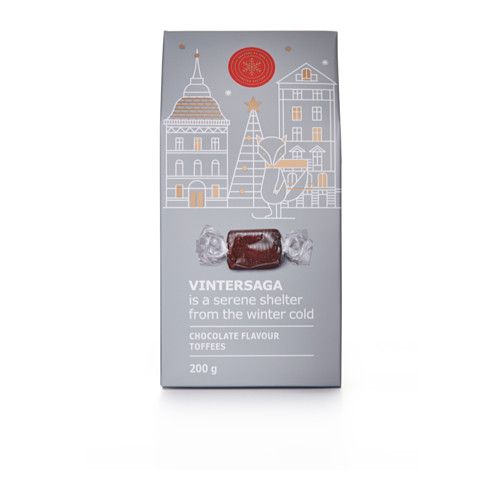 VINTERSAGA
is a serene shelter
from the winter cold
CHOCOLATE FLAVOUR
TOFFEES
200 g